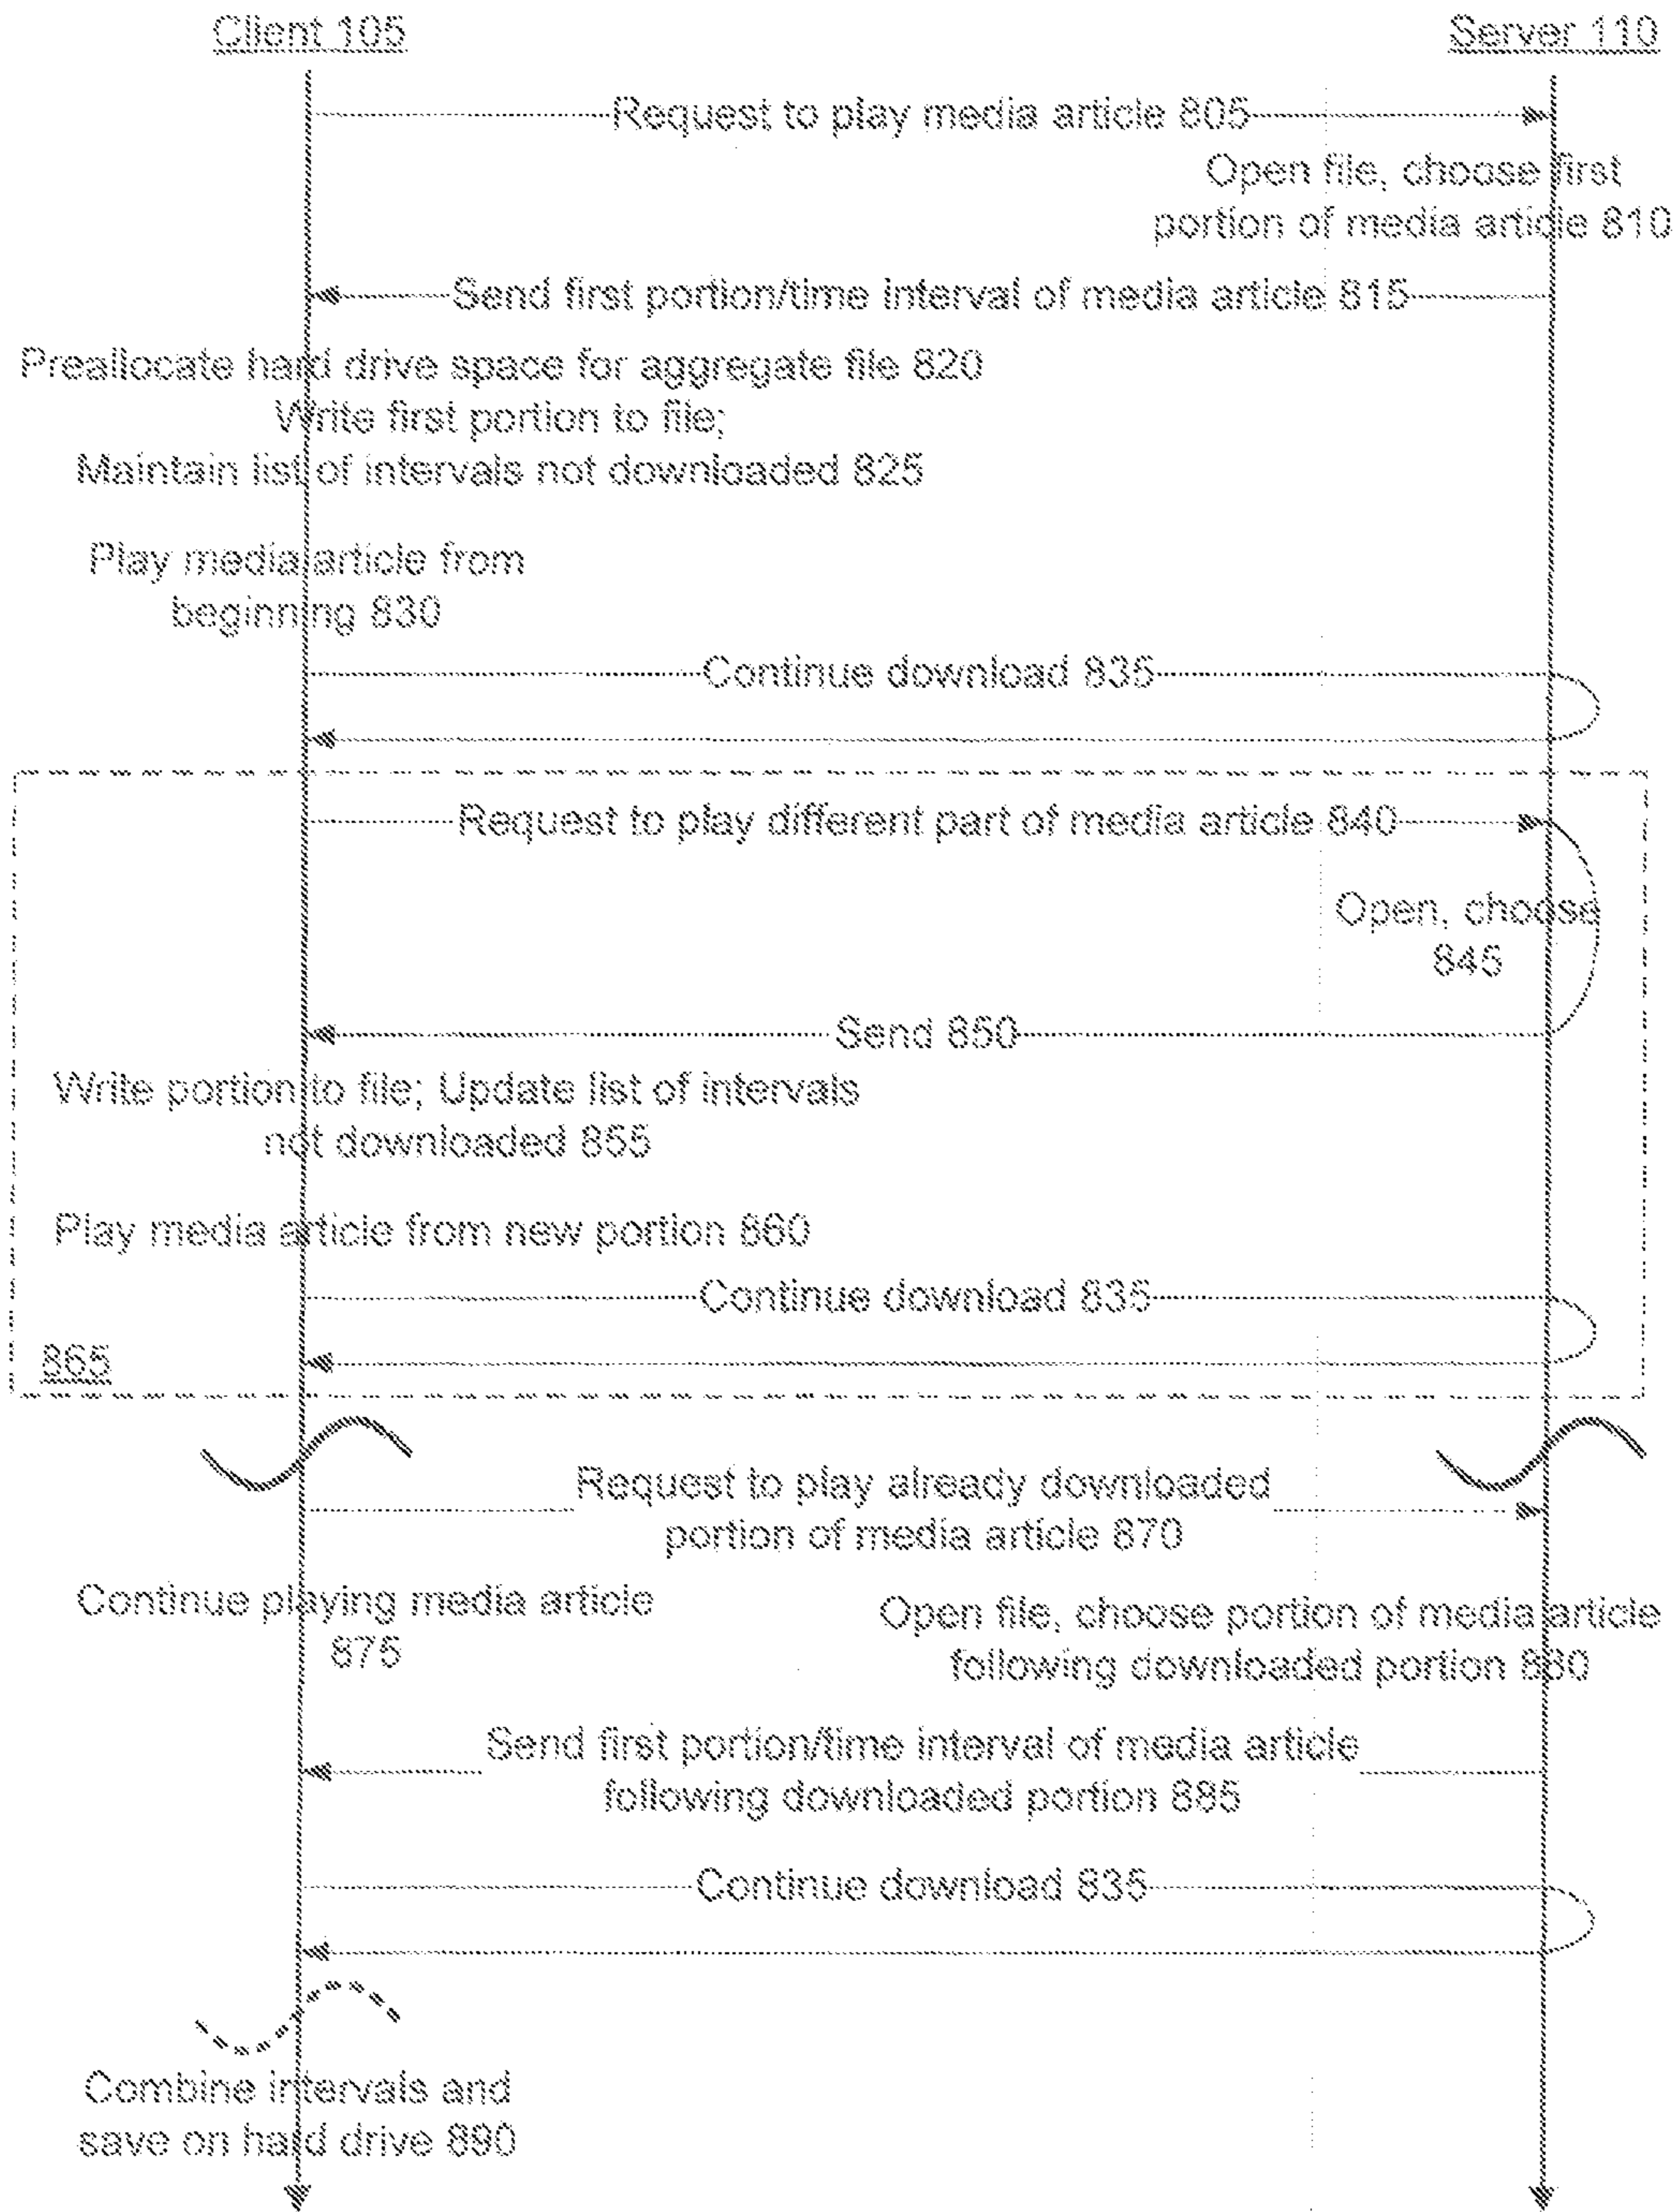 Client 105
Server 110
Request to play media article 805
Open file, choose first
portion of media article 810
Send first portion/time interval of media article 815
Preallocate hard drive space for aggregate file 820
Write first portion to file;
Maintain list of intervals not downloaded 825
Play media article from
beginning 830
Continue download 835
Request to play different part of media article 840
Open, choose
845
Send 850
Write portion to file; Update list of intervals
not downloaded 855
Play media article from new portion 860
Continue download 835
865
Request to play already downloaded
portion of media article 870
Continue playing media article
875
Open file, choose portion of media article
following downloaded portion 880
Send first portion/time interval of media article
following downloaded portion 885
Continue download 835
Combine intervals and
save on hard drive 890